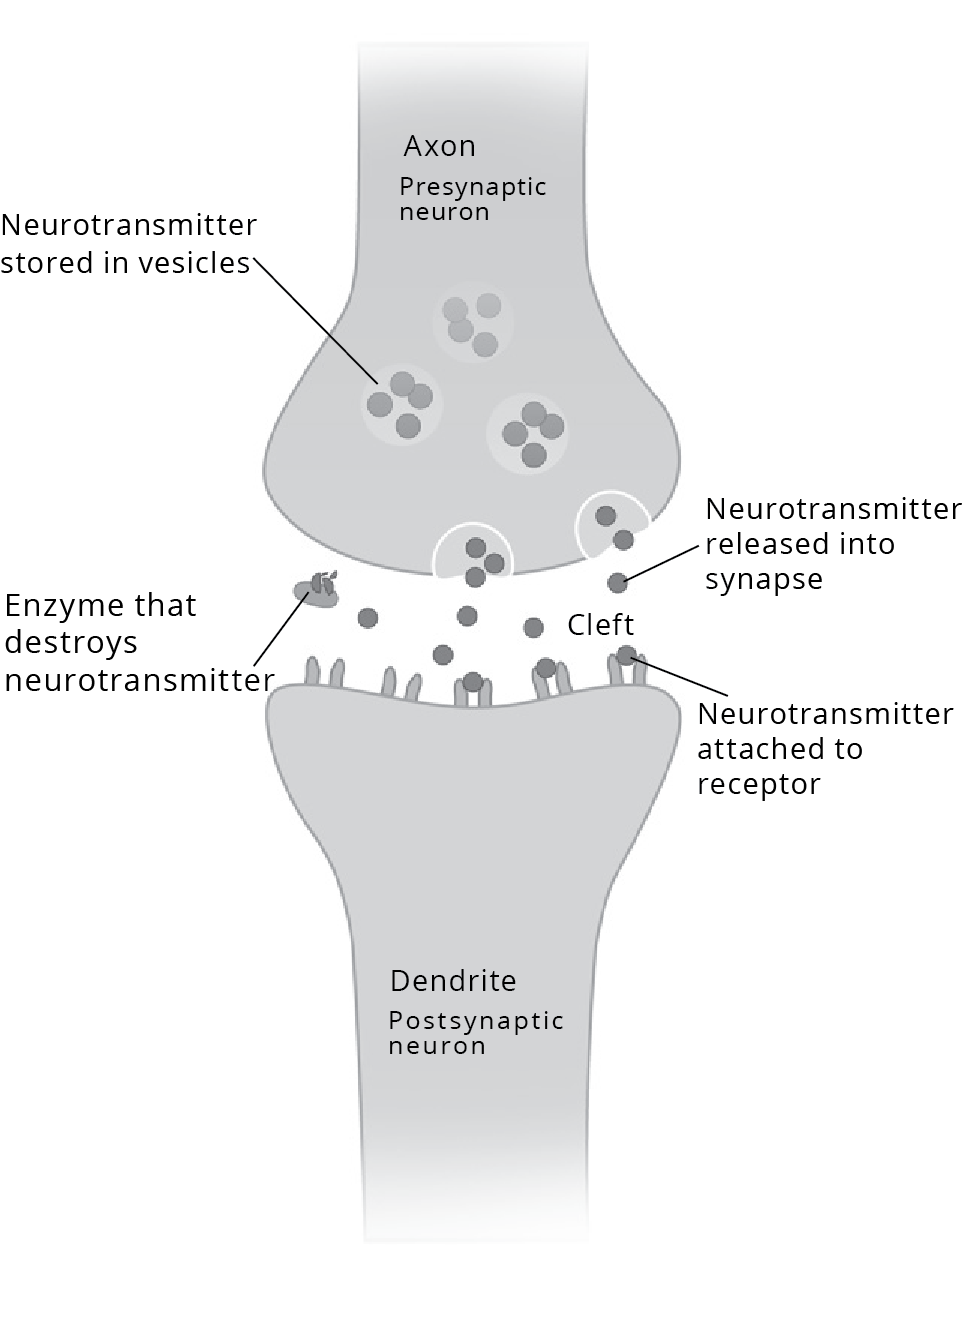 Axon
Presynaptic
neuron
Neurotransmitter
stored in vesicles
Neurotransmitter
released into
synapse
Enzyme that
destroys
neurotransmitter
Cleft
Neurotransmitter
attached to
receptor
Dendrite
Postsynaptic
neuron